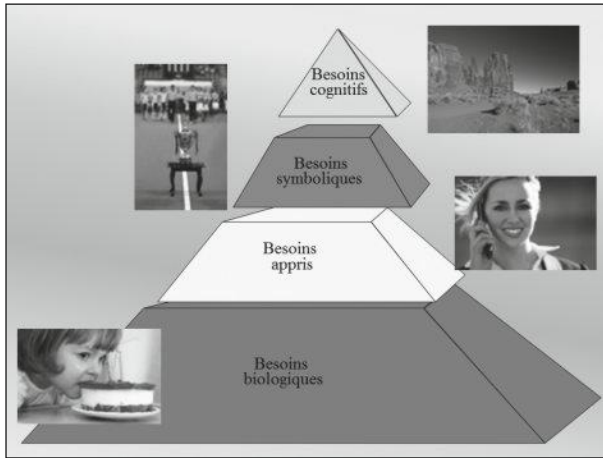 Besoins
cognitifs
Besoins
symboliques
Besoins
appris
Besoins
biologiques